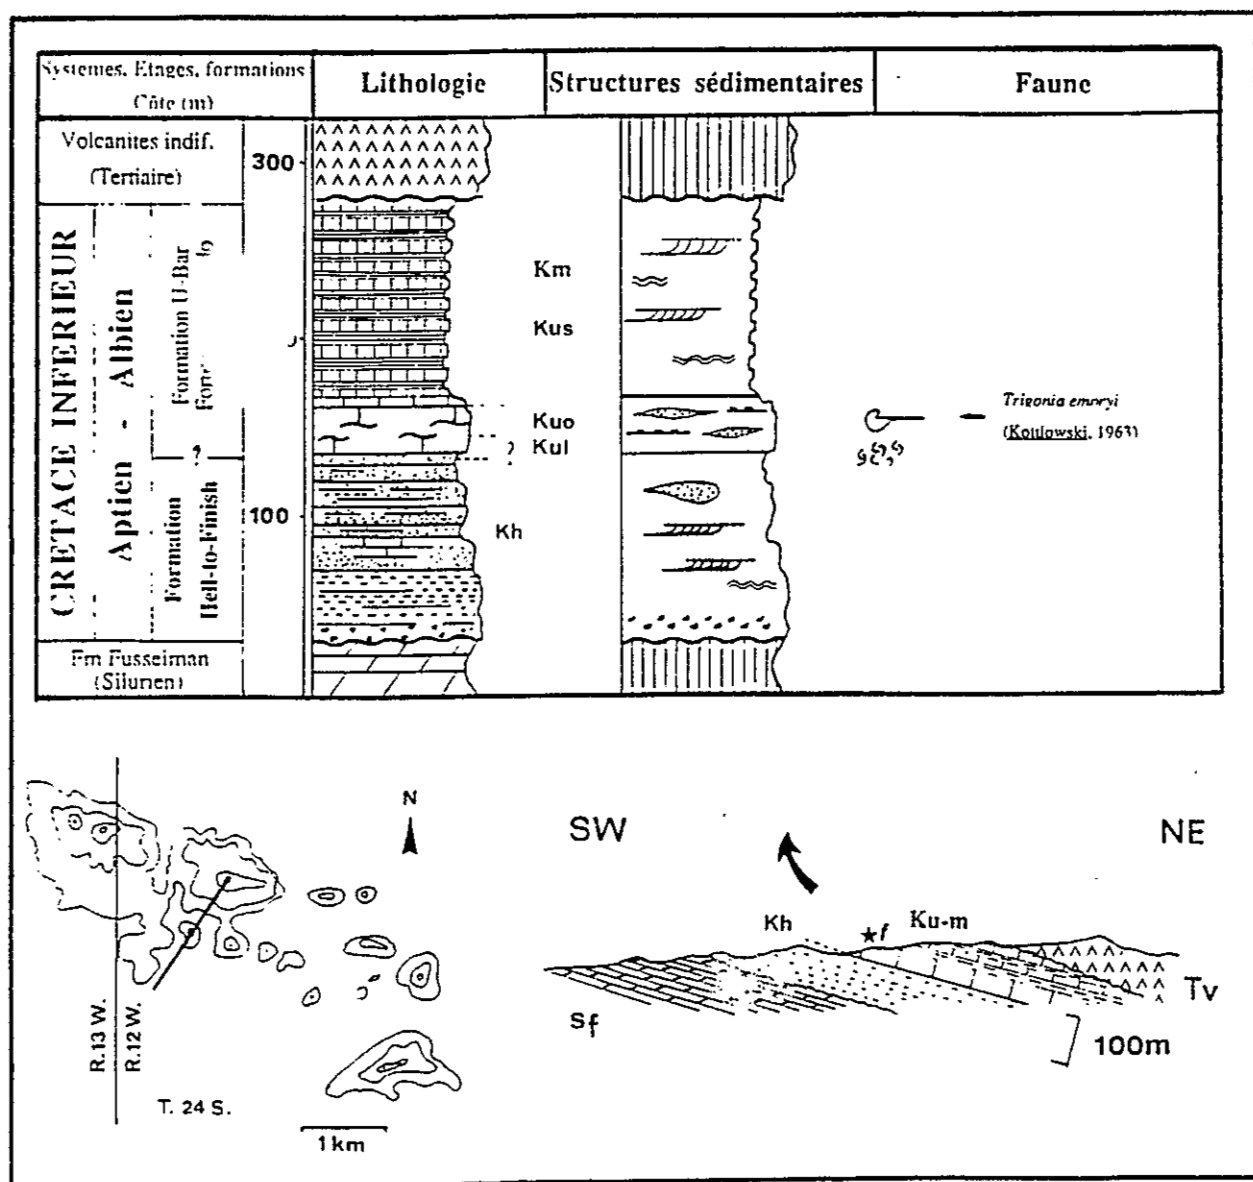 Systèmes, Etages, formations
Côte (m)
Lithologie
Structures sédimentaires
Faune
Volcanites indif.
(Tertiaire)
300
CRETACE INFERIEUR
Aptien - Albien
Formation U-Bar
?
Formation
Hell-to-Finish
100
Km
Kus
Kuo
Kul
?
Kh
Trigonia emoryi
(Kottlowski, 1963)
Fm Fusselman
(Silurien)
N
R.13 W.
R.12 W.
T. 24 S.
1km
SW
NE
Kh
f
Ku-m
Sf
Tv
100m